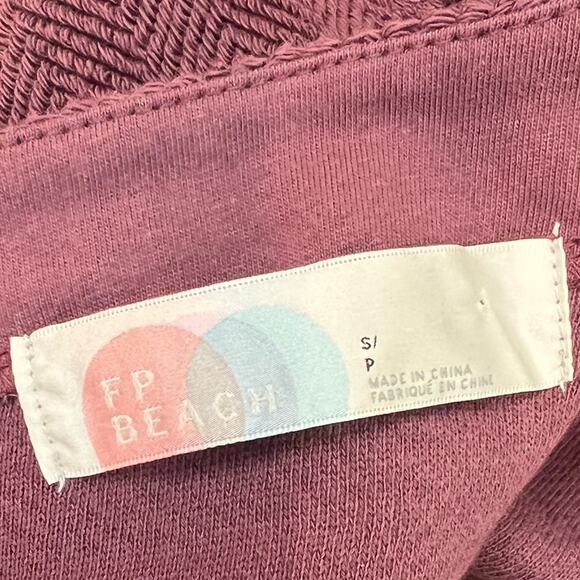 FP
BEACH
S/
P
MADE IN CHINA
FABRIQUÉ EN CHINE